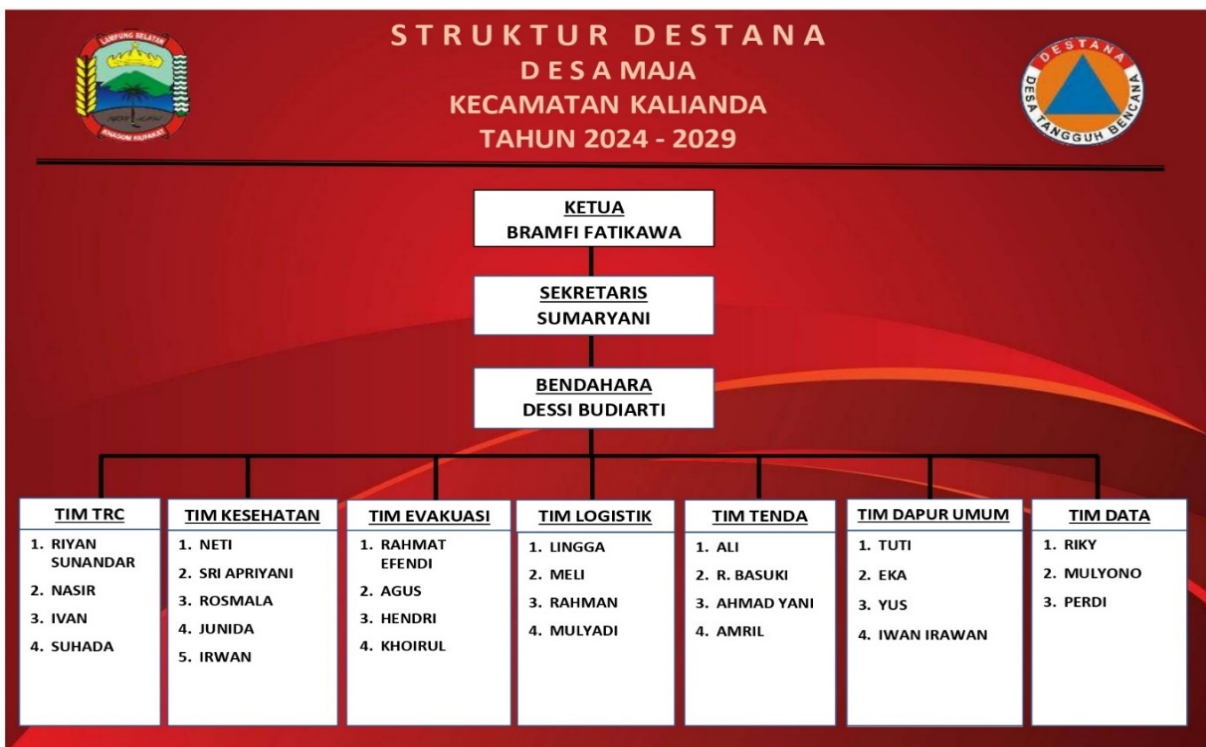 LAMPUNG SELATAN
STRUKTUR DESTANA
DESA MAJA
KECAMATAN KALIANDA
TAHUN 2024 - 2029
DESTANA
DESA TANGGUH BENCANA
KETUA
BRAMFI FATIKAWA
SEKRETARIS
SUMARYANI
BENDAHARA
DESSI BUDIARTI
TIM TRC
1. RIYAN
SUNANDAR
2. NASIR
3. IVAN
4. SUHADA
TIM KESEHATAN
1. NETI
2. SRI APRIYANI
3. ROSMALA
4. JUNIDA
5. IRWAN
TIM EVAKUASI
1. RAHMAT
EFENDI
2. AGUS
3. HENDRI
4. KHOIRUL
TIM LOGISTIK
1. LINGGA
2. MELI
3. RAHMAN
4. MULYADI
TIM TENDA
1. ALI
2. R. BASUKI
3. AHMAD YANI
4. AMRIL
TIM DAPUR UMUM
1. TUTI
2. EKA
3. YUS
4. IWAN IRAWAN
TIM DATA
1. RIKY
2. MULYONO
3. PERDI